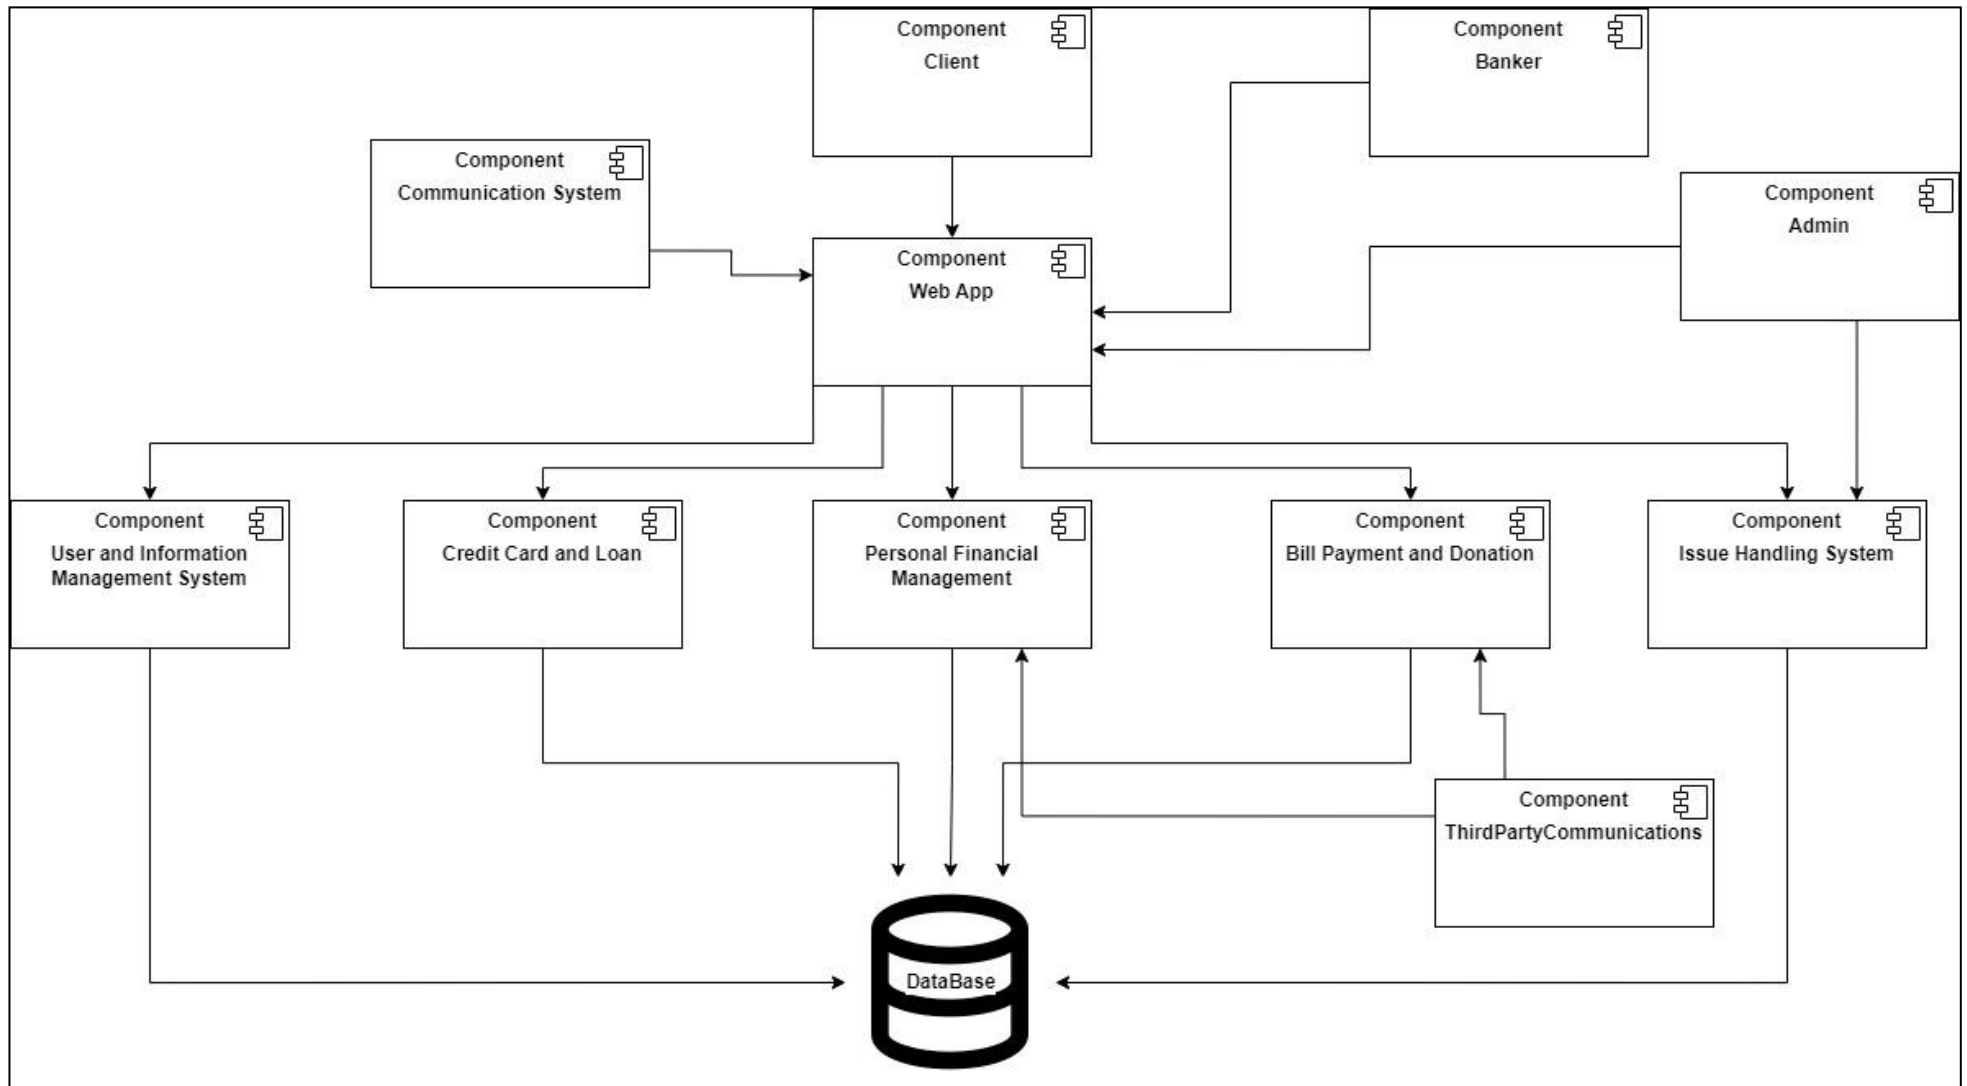 Component
Client
Component
Banker
Component
Communication System
Component
Admin
Component
Web App
Component
User and Information
Management System
Component
Credit Card and Loan
Component
Personal Financial
Management
Component
Bill Payment and Donation
Component
Issue Handling System
Component
ThirdPartyCommunications
DataBase